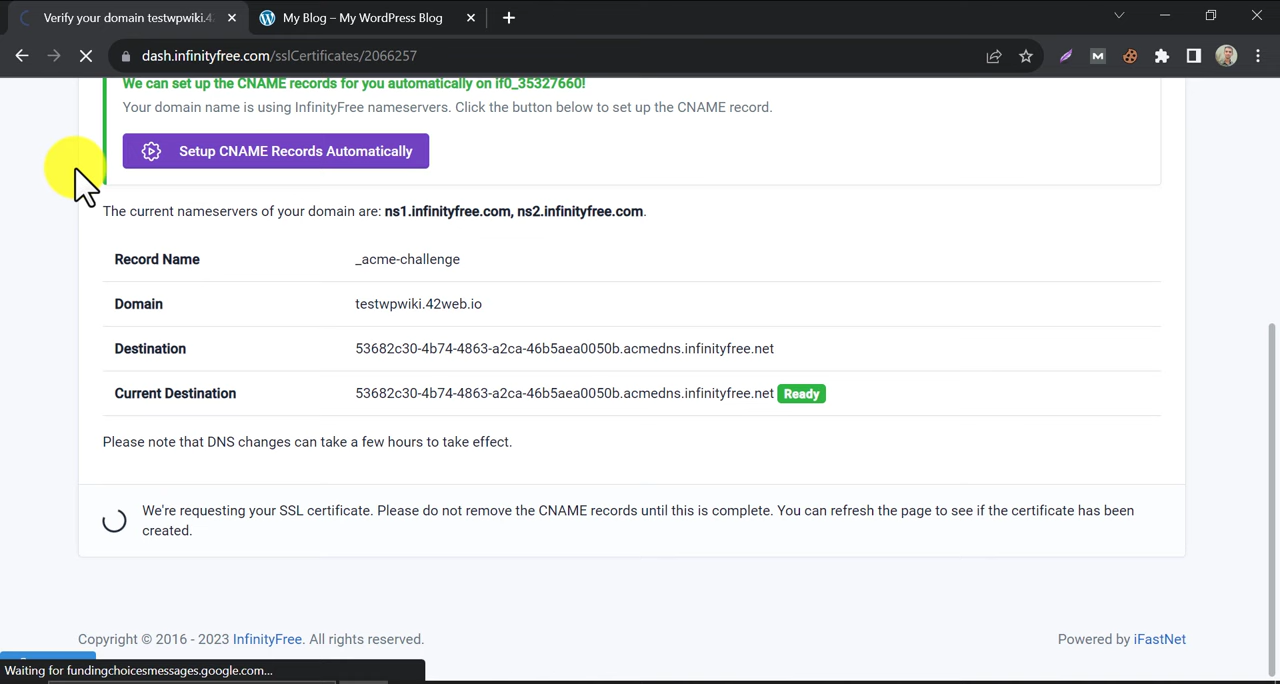 Verify your domain testwpwiki.4
My Blog – My WordPress Blog
dash.infinityfree.com/sslCertificates/2066257
We can set up the CNAME records for you automatically on if0_35327660!
Your domain name is using InfinityFree nameservers. Click the button below to set up the CNAME record.
Setup CNAME Records Automatically
The current nameservers of your domain are: ns1.infinityfree.com, ns2.infinityfree.com.
Record Name _acme-challenge
Domain testwpwiki.42web.io
Destination 53682c30-4b74-4863-a2ca-46b5aea0050b.acmedns.infinityfree.net
Current Destination 53682c30-4b74-4863-a2ca-46b5aea0050b.acmedns.infinityfree.net Ready
Please note that DNS changes can take a few hours to take effect.
We're requesting your SSL certificate. Please do not remove the CNAME records until this is complete. You can refresh the page to see if the certificate has been
created.
Copyright © 2016 - 2023 InfinityFree. All rights reserved. Powered by iFastNet
Waiting for fundingchoicesmessages.google.com...